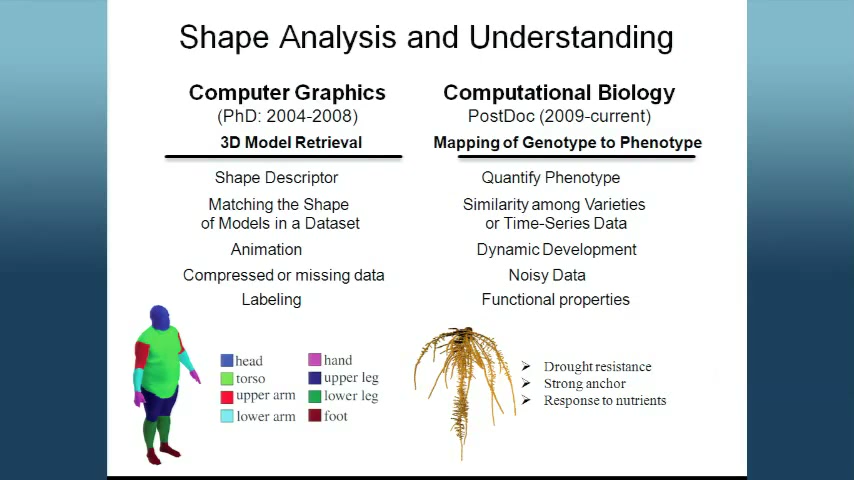 Shape Analysis and Understanding
Computer Graphics
(PhD: 2004-2008)
3D Model Retrieval
Shape Descriptor
Matching the Shape
of Models in a Dataset
Animation
Compressed or missing data
Labeling
Computational Biology
PostDoc (2009-current)
Mapping of Genotype to Phenotype
Quantify Phenotype
Similarity among Varieties
or Time-Series Data
Dynamic Development
Noisy Data
Functional properties
head
torso
upper arm
lower arm
hand
upper leg
lower leg
foot
Drought resistance
Strong anchor
Response to nutrients